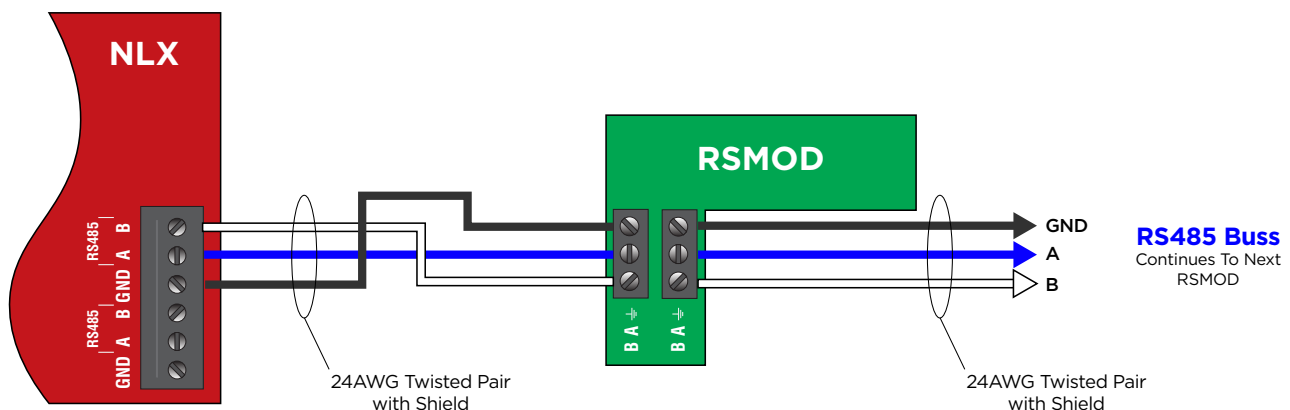 NLX
RSMOD
RS485
B
A
GND
RS485
B
A
GND
B A ⏚
B A ⏚
GND
A
B
RS485 Buss
Continues To Next
RSMOD
24AWG Twisted Pair
with Shield
24AWG Twisted Pair
with Shield